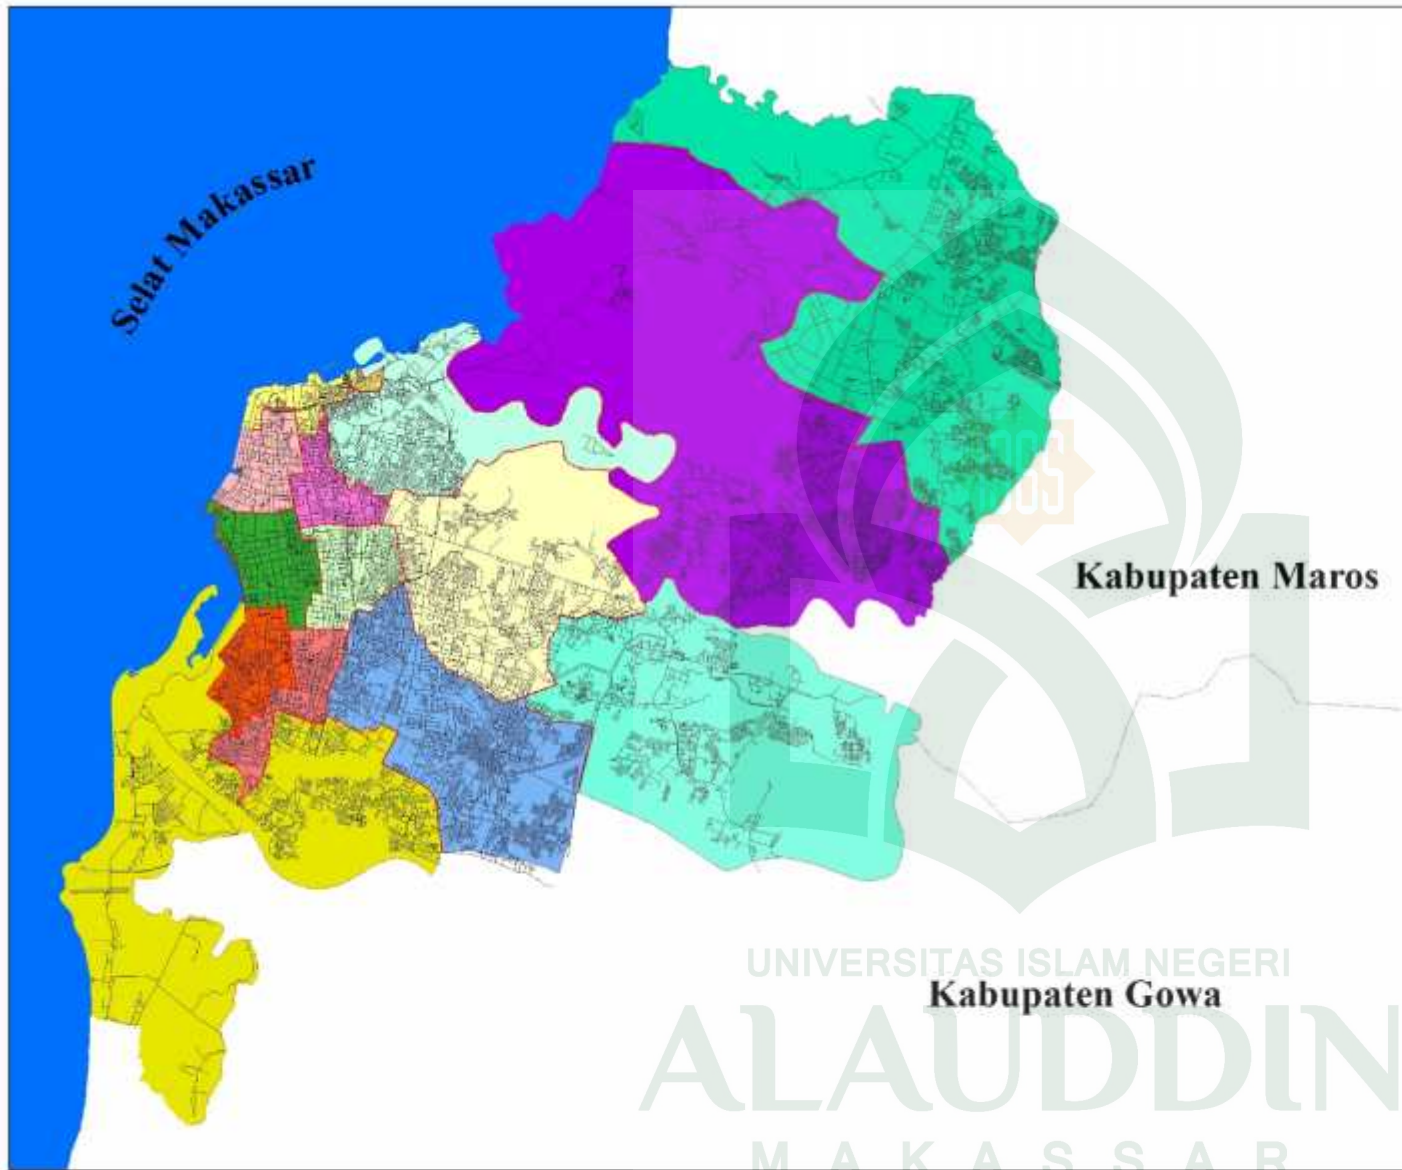 Selat Makassar
Kabupaten Maros
UNIVERSITAS ISLAM NEGERI
Kabupaten Gowa
ALAUDDIN
MAKASSAR